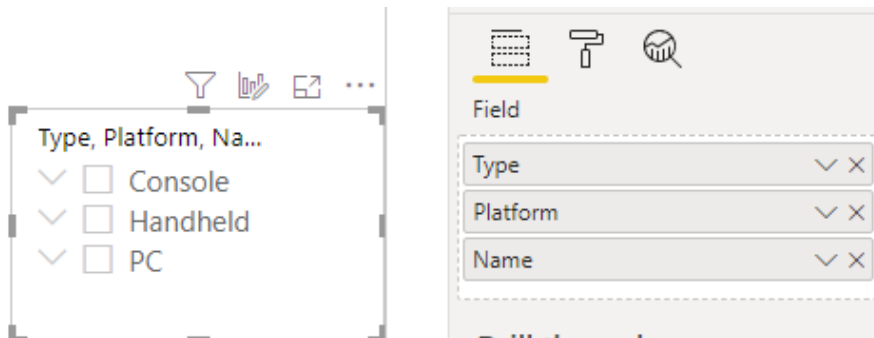 Type, Platform, Na...
Console
Handheld
PC
Field
Type
Platform
Name